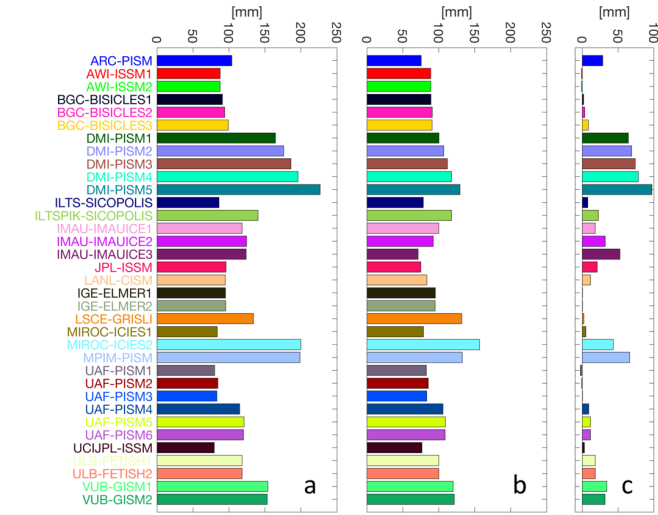 [mm] [mm] [mm]
0 50 100 150 200 250 0 50 100 150 200 250 0 50 100
ARC-PISM
AWI-ISSM1
AWI-ISSM2
BGC-BISICLES1
BGC-BISICLES2
BGC-BISICLES3
DMI-PISM1
DMI-PISM2
DMI-PISM3
DMI-PISM4
DMI-PISM5
ILTS-SICOPOLIS
ILTSPIK-SICOPOLIS
IMAU-IMAUICE1
IMAU-IMAUICE2
IMAU-IMAUICE3
JPL-ISSM
LANL-CISM
IGE-ELMER1
IGE-ELMER2
LSCE-GRISLI
MIROC-ICIES1
MIROC-ICIES2
MPIM-PISM
UAF-PISM1
UAF-PISM2
UAF-PISM3
UAF-PISM4
UAF-PISM5
UAF-PISM6
UCIJPL-ISSM
ULB-FETISH1
ULB-FETISH2
VUB-GISM1
VUB-GISM2
a b c